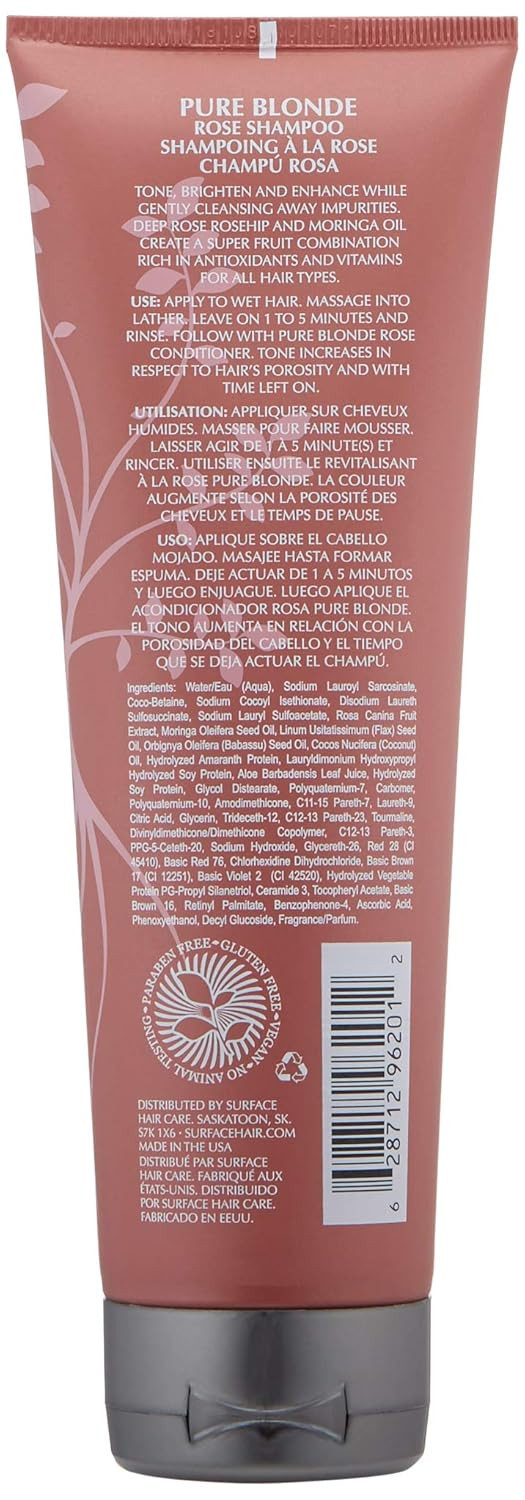 PURE BLONDE
ROSE SHAMPOO
SHAMPOING À LA ROSE
CHAMPÚ ROSA
TONE, BRIGHTEN AND ENHANCE WHILE
GENTLY CLEANSING AWAY IMPURITIES.
DEEP ROSE ROSEHIP AND MORINGA OIL
CREATE A SUPER FRUIT COMBINATION
RICH IN ANTIOXIDANTS AND VITAMINS
FOR ALL HAIR TYPES.
USE: APPLY TO WET HAIR. MASSAGE INTO
LATHER. LEAVE ON 1 TO 5 MINUTES AND
RINSE. FOLLOW WITH PURE BLONDE ROSE
CONDITIONER. TONE INCREASES IN
RESPECT TO HAIR'S POROSITY AND WITH
TIME LEFT ON.
UTILISATION: APPLIQUER SUR CHEVEUX
HUMIDES. MASSER POUR FAIRE MOUSSER.
LAISSER AGIR DE 1 À 5 MINUTE(S) ET
RINCER. UTILISER ENSUITE LE REVITALISANT
À LA ROSE PURE BLONDE. LA COULEUR
AUGMENTE SELON LA POROSITÉ DES
CHEVEUX ET LE TEMPS DE PAUSE.
USO: APLIQUE SOBRE EL CABELLO
MOJADO. MASAJEE HASTA FORMAR
ESPUMA. DEJE ACTUAR DE 1 A 5 MINUTOS
Y LUEGO ENJUAGUE. LUEGO APLIQUE EL
ACONDICIONADOR ROSA PURE BLONDE.
EL TONO AUMENTA EN RELACIÓN CON LA
POROSIDAD DEL CABELLO Y EL TIEMPO
QUE SE DEJA ACTUAR EL CHAMPÚ.
Ingredients: Water/Eau (Aqua), Sodium Lauroyl Sarcosinate,
Coco-Betaine, Sodium Cocoyl Isethionate, Disodium Laureth
Sulfosuccinate, Sodium Lauryl Sulfoacetate, Rosa Canina Fruit
Extract, Moringa Oleifera Seed Oil, Linum Usitatissimum (Flax) Seed
Oil, Orbignya Oleifera (Babassu) Seed Oil, Cocos Nucifera (Coconut)
Oil, Hydrolyzed Amaranth Protein, Lauryldimonium Hydroxypropyl
Hydrolyzed Soy Protein, Aloe Barbadensis Leaf Juice, Hydrolyzed
Soy Protein, Glycol Distearate, Polyquaternium-7, Carbomer,
Polyquaternium-10, Amodimethicone, C11-15 Pareth-7, Laureth-9,
Citric Acid, Glycerin, Trideceth-12, C12-13 Pareth-23, Tourmaline,
Divinyldimethicone/Dimethicone Copolymer, C12-13 Pareth-3,
PPG-5-Ceteth-20, Sodium Hydroxide, Glycereth-26, Red 28 (CI
45410), Basic Red 76, Chlorhexidine Dihydrochloride, Basic Brown
17 (CI 12251), Basic Violet 2 (CI 42520), Hydrolyzed Vegetable
Protein PG-Propyl Silanetriol, Ceramide 3, Tocopheryl Acetate, Basic
Brown 16, Retinyl Palmitate, Benzophenone-4, Ascorbic Acid,
Phenoxyethanol, Decyl Glucoside, Fragrance/Parfum.
PARABEN FREE • GLUTEN FREE • VEGAN • NO ANIMAL TESTING •
DISTRIBUTED BY SURFACE
HAIR CARE. SASKATOON, SK.
S7K 1X6 • SURFACEHAIR.COM
MADE IN THE USA
DISTRIBUÉ PAR SURFACE
HAIR CARE. FABRIQUÉ AUX
ÉTATS-UNIS. DISTRIBUIDO
POR SURFACE HAIR CARE.
FABRICADO EN EEUU.
6 28712 96201 2